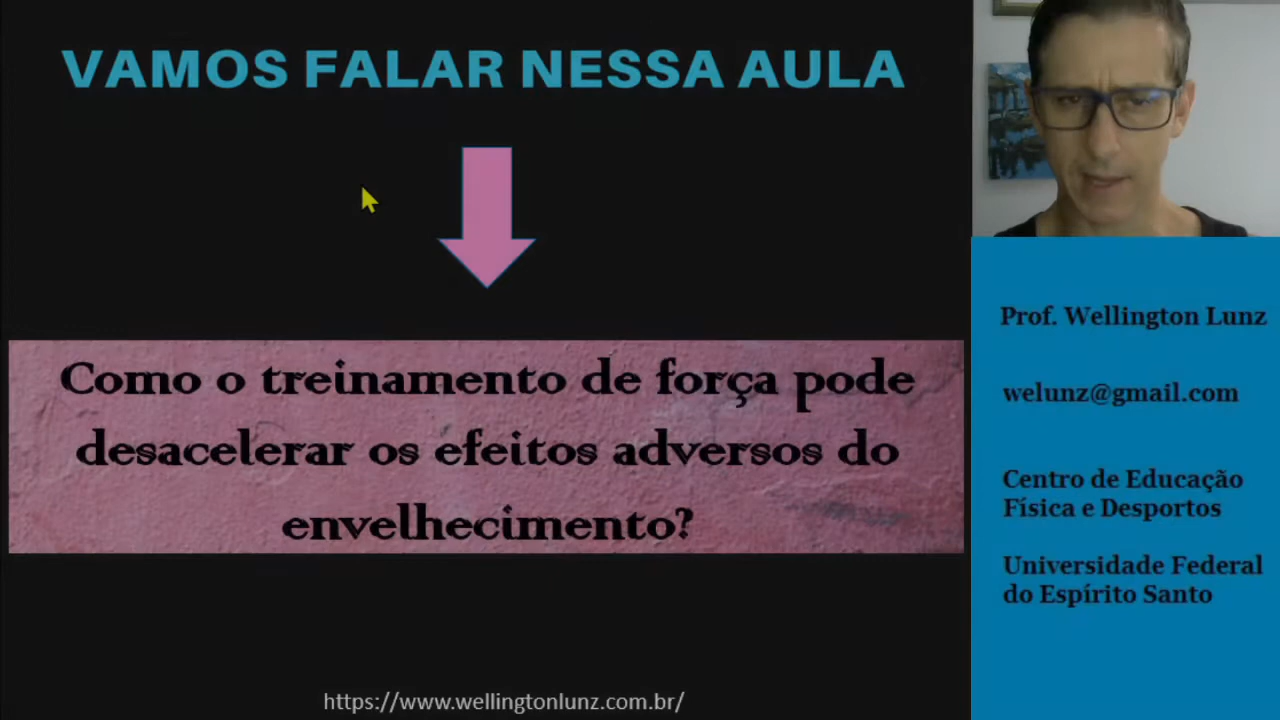 VAMOS FALAR NESSA AULA
Como o treinamento de força pode
desacelerar os efeitos adversos do
envelhecimento?
https://www.wellingtonlunz.com.br/
Prof. Wellington Lunz
welunz@gmail.com
Centro de Educação
Física e Desportos
Universidade Federal
do Espírito Santo